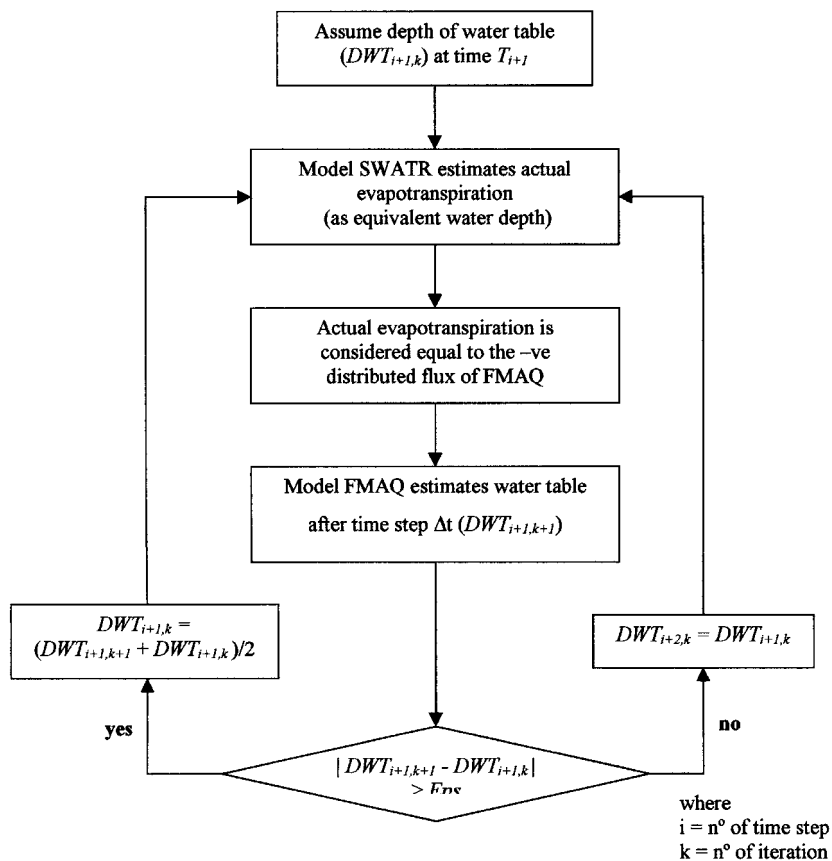 Assume depth of water table
(DWTi+1,k) at time Ti+1
Model SWATR estimates actual
evapotranspiration
(as equivalent water depth)
Actual evapotranspiration is
considered equal to the –ve
distributed flux of FMAQ
Model FMAQ estimates water table
after time step Δt (DWTi+1,k+1)
DWTi+1,k =
(DWTi+1,k+1 + DWTi+1,k)/2
DWTi+2,k = DWTi+1,k
yes
no
| DWTi+1,k+1 - DWTi+1,k|
> Eps
where
i = nº of time step
k = nº of iteration